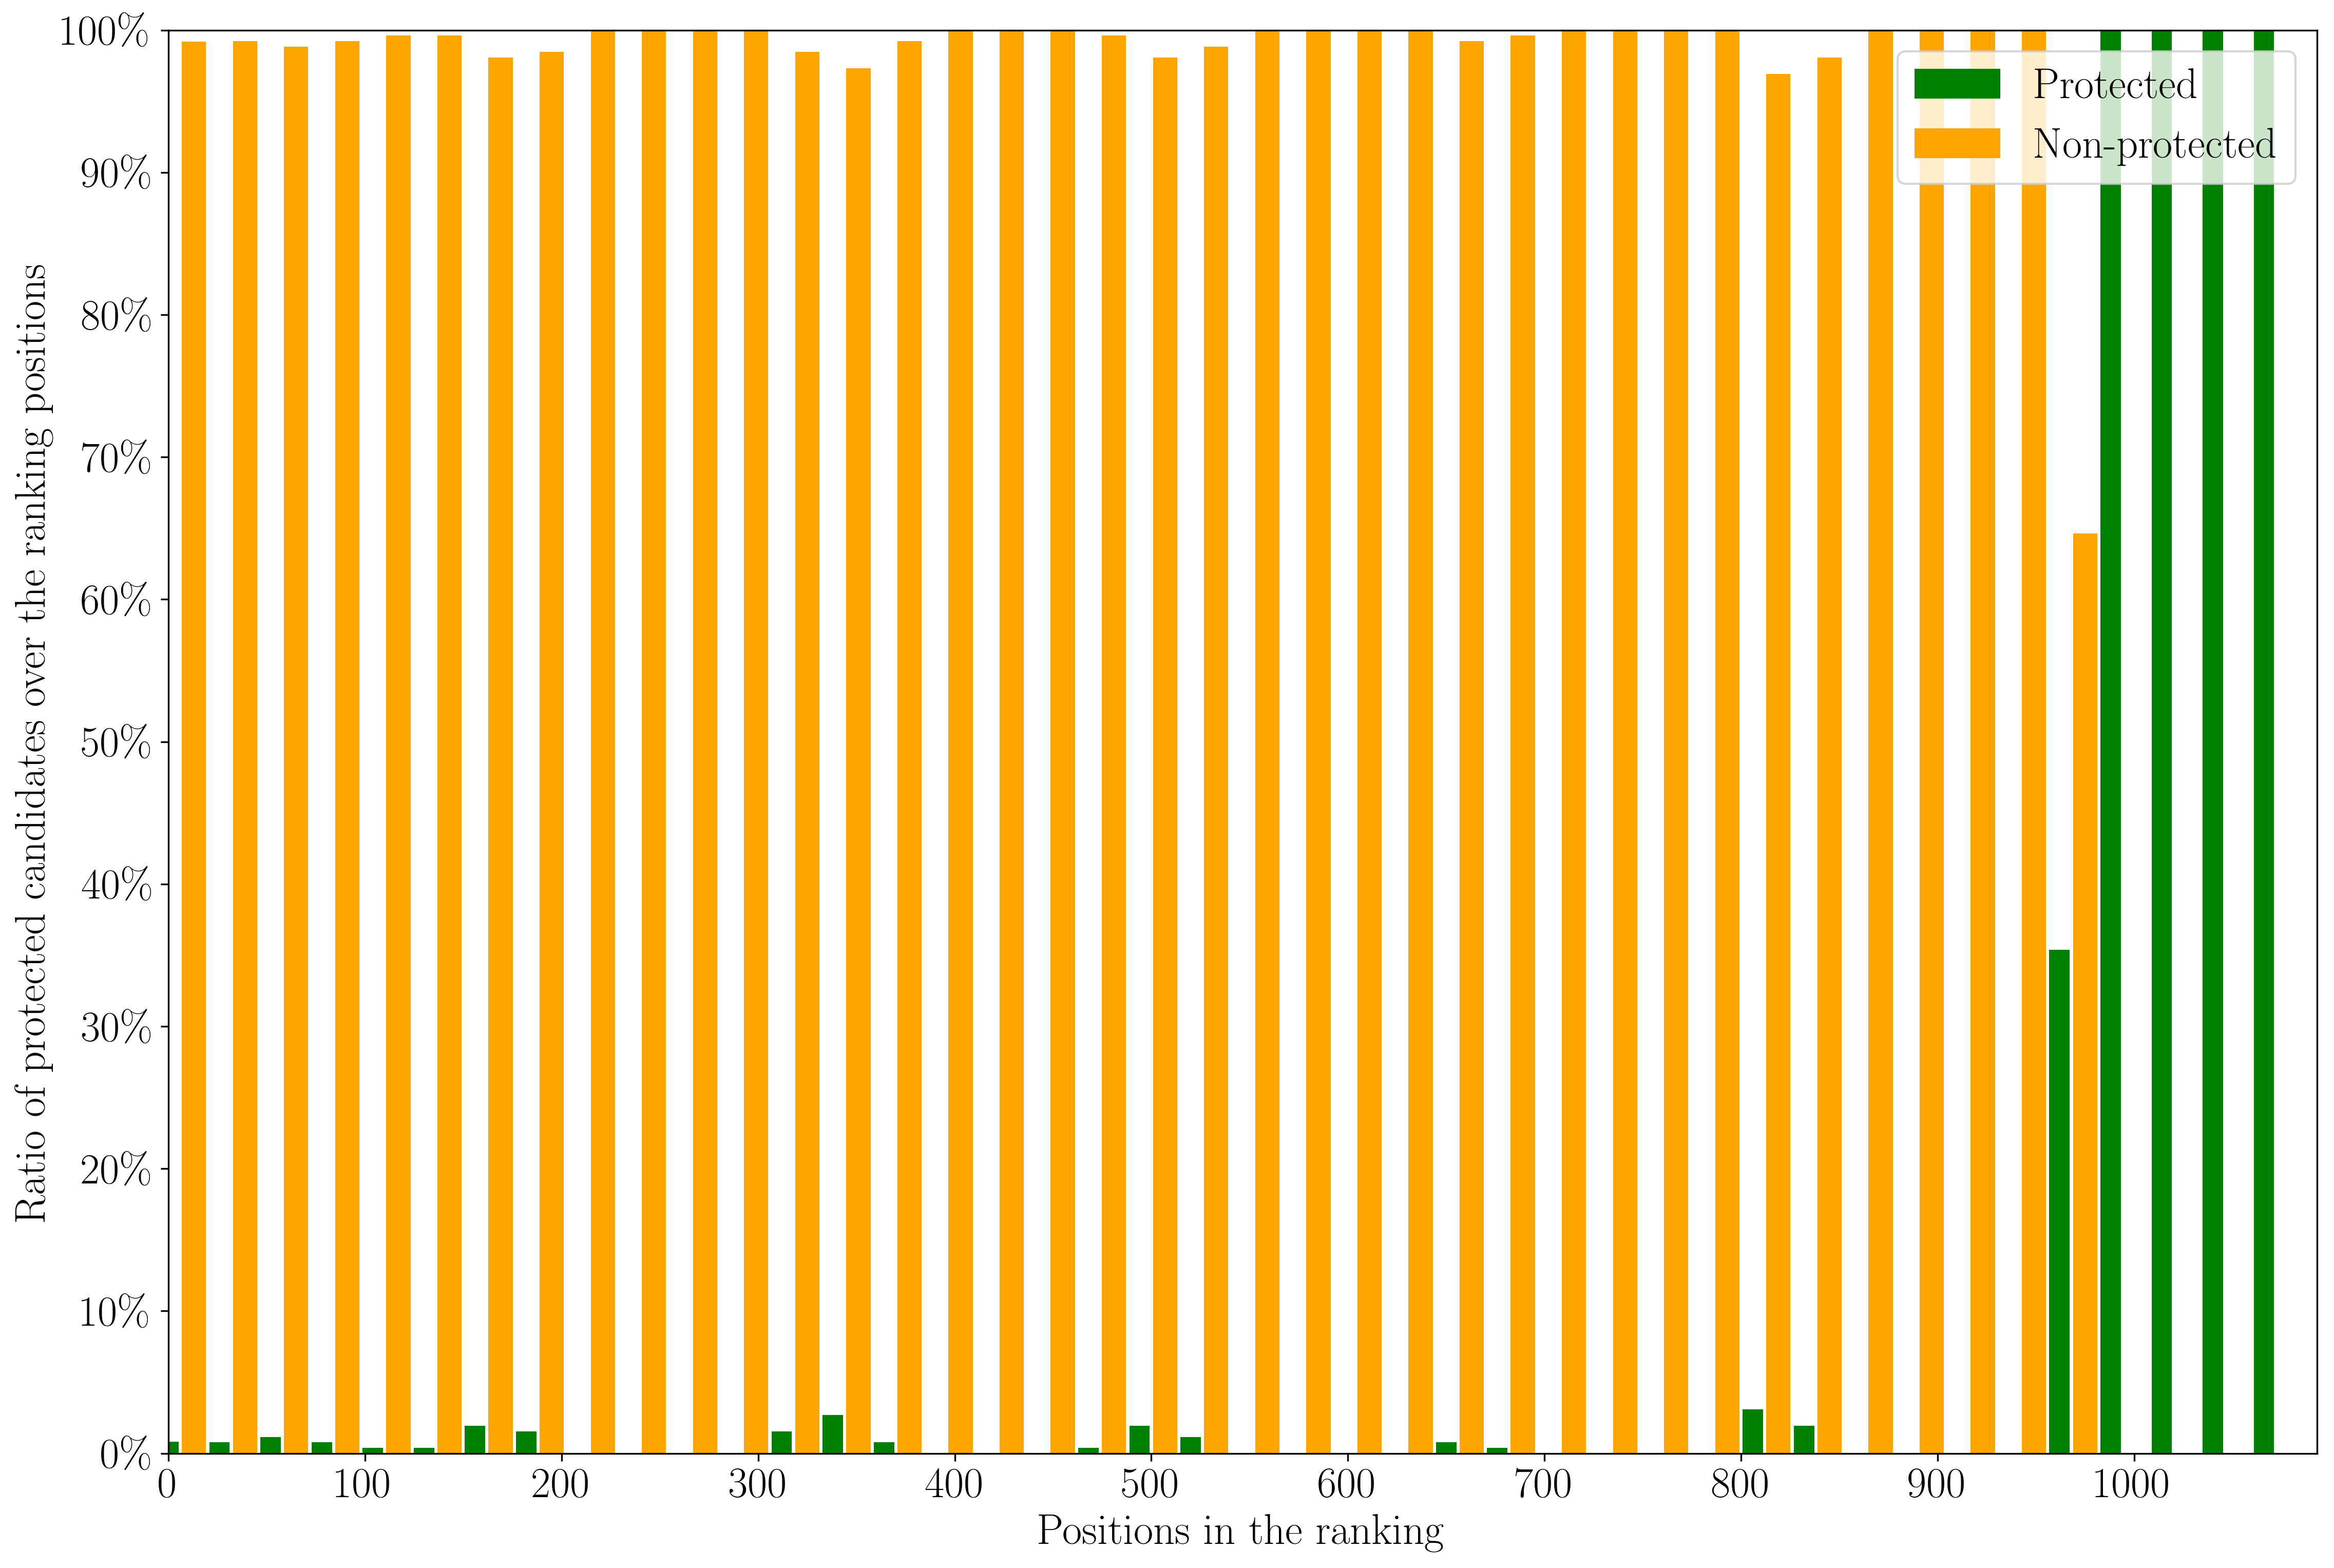 100%
90%
80%
70%
60%
50%
40%
30%
20%
10%
0%
Ratio of protected candidates over the ranking positions
Protected
Non-protected
0 100 200 300 400 500 600 700 800 900 1000
Positions in the ranking